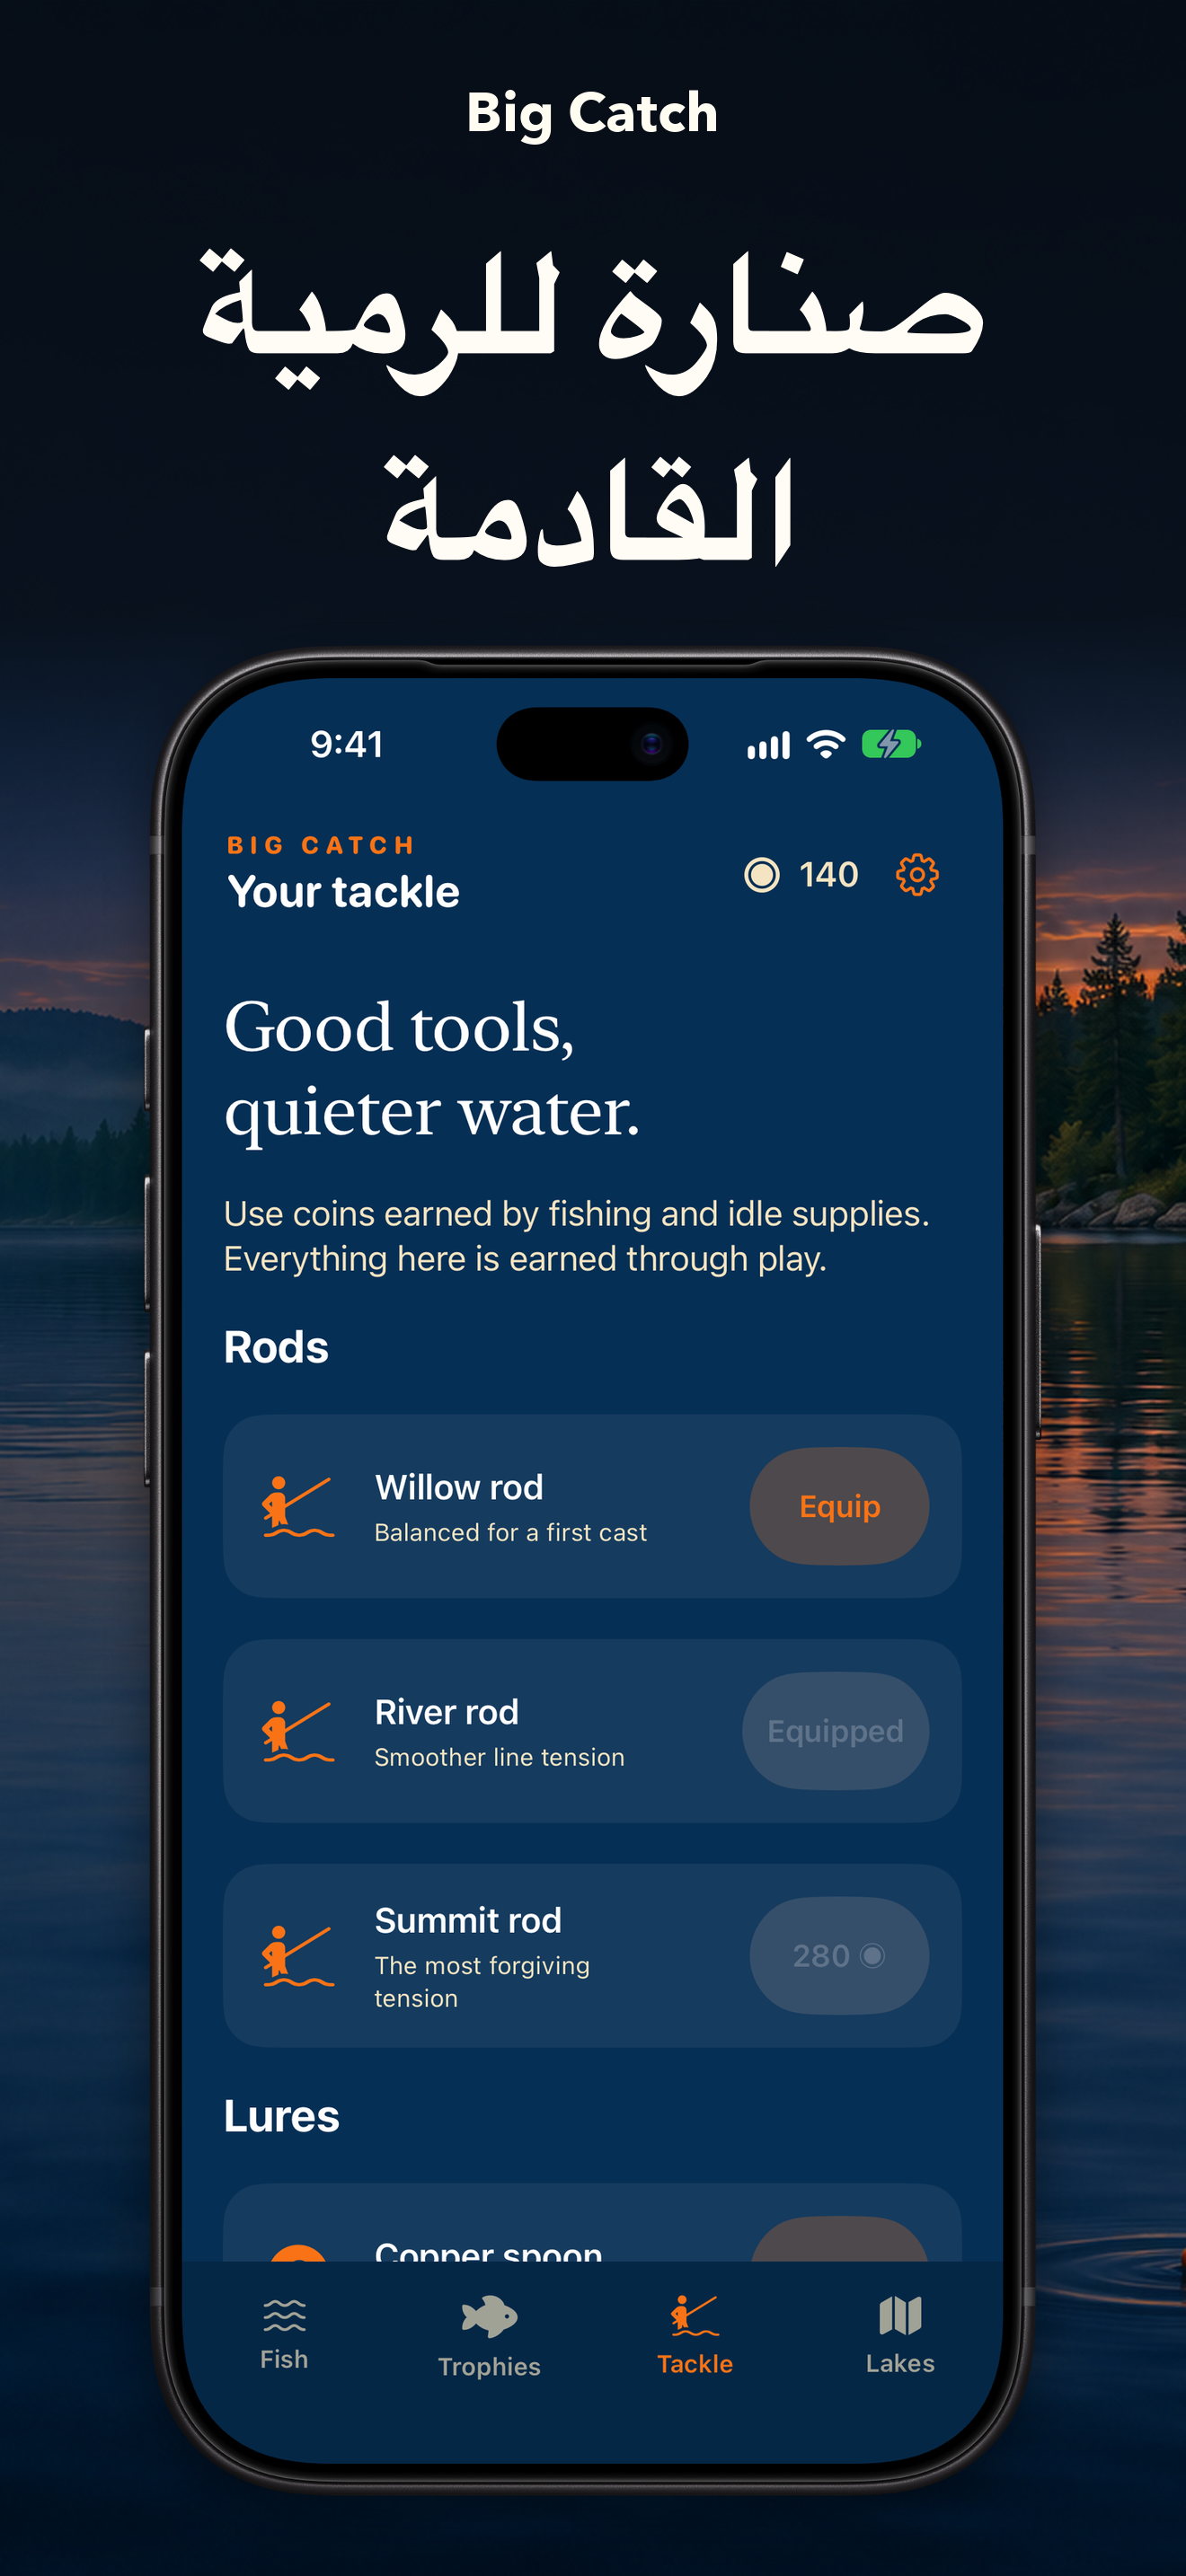 Big Catch
صنارة للرمية
القادمة
9:41
BIG CATCH
Your tackle
140
Good tools,
quieter water.
Use coins earned by fishing and idle supplies.
Everything here is earned through play.
Rods
Willow rod
Balanced for a first cast
Equip
River rod
Smoother line tension
Equipped
Summit rod
The most forgiving
tension
280
Lures
Copper spoon
Fish
Trophies
Tackle
Lakes